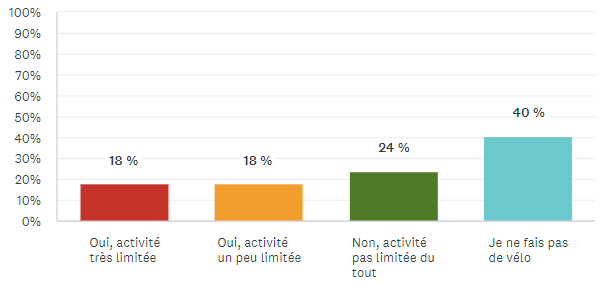 100%
90%
80%
70%
60%
50%
40%
30%
20%
10%
0%
18 %
18 %
24 %
40 %
Oui, activité
très limitée
Oui, activité
un peu limitée
Non, activité
pas limitée du
tout
Je ne fais pas
de vélo